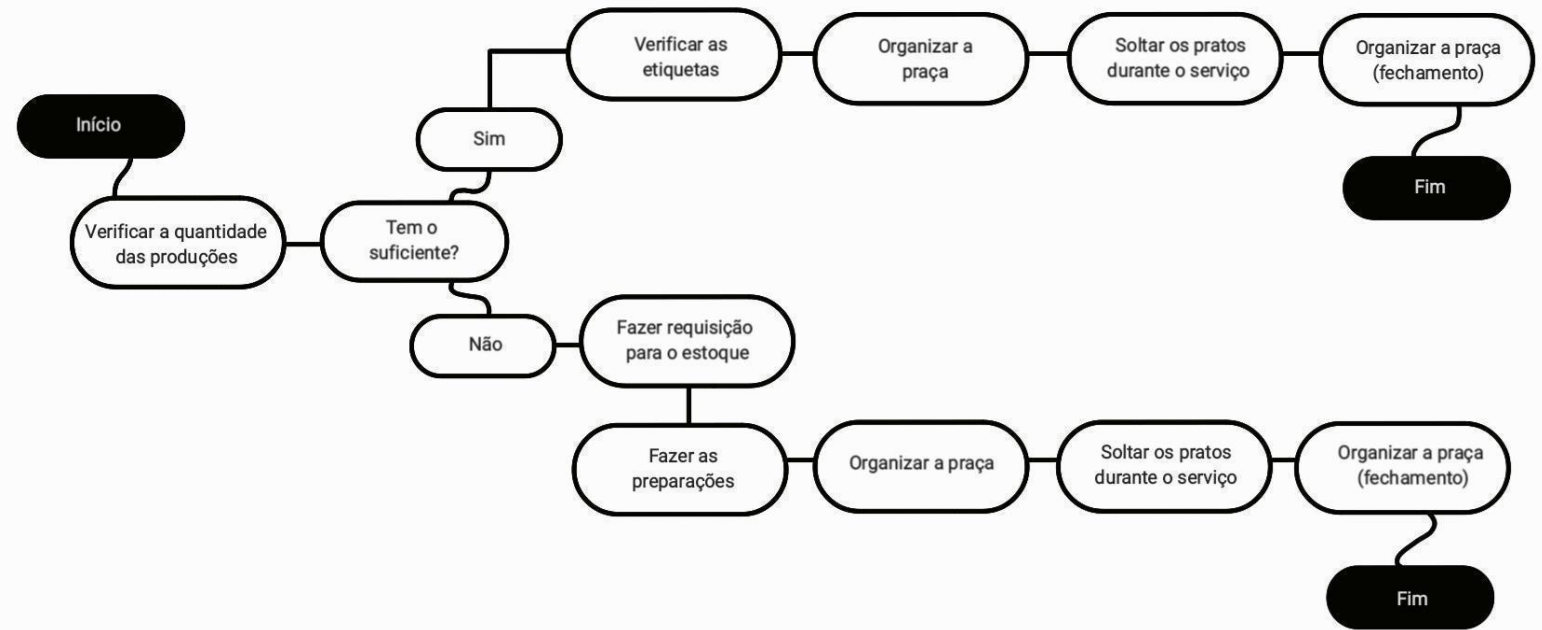 Início
Verificar a quantidade
das produções
Tem o
suficiente?
Sim
Verificar as
etiquetas
Organizar a
praça
Soltar os pratos
durante o serviço
Organizar a praça
(fechamento)
Fim
Não
Fazer requisição
para o estoque
Fazer as
preparações
Organizar a praça
Soltar os pratos
durante o serviço
Organizar a praça
(fechamento)
Fim